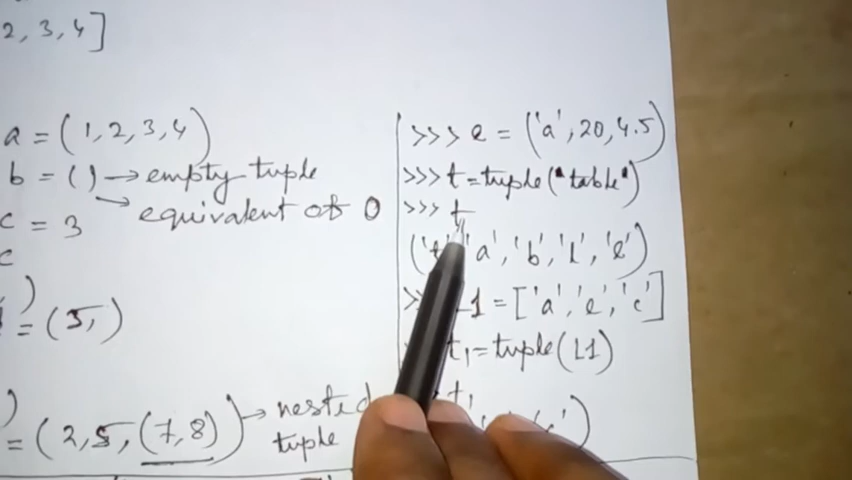 2, 3, 4]
a = (1, 2, 3, 4)
b = ( ) → empty tuple
→ equivalent of 0
c = 3
c
)
= (5, )
)
= (2, 5, (7, 8)) → nested
tuple
>>> e = ('a', 20, 4.5)
>>> t = tuple("table")
>>> t
('t' 'a', 'b', 'l', 'e')
1 = ['a', 'e', 'c']
t₁ = tuple(L1)
t₁
)